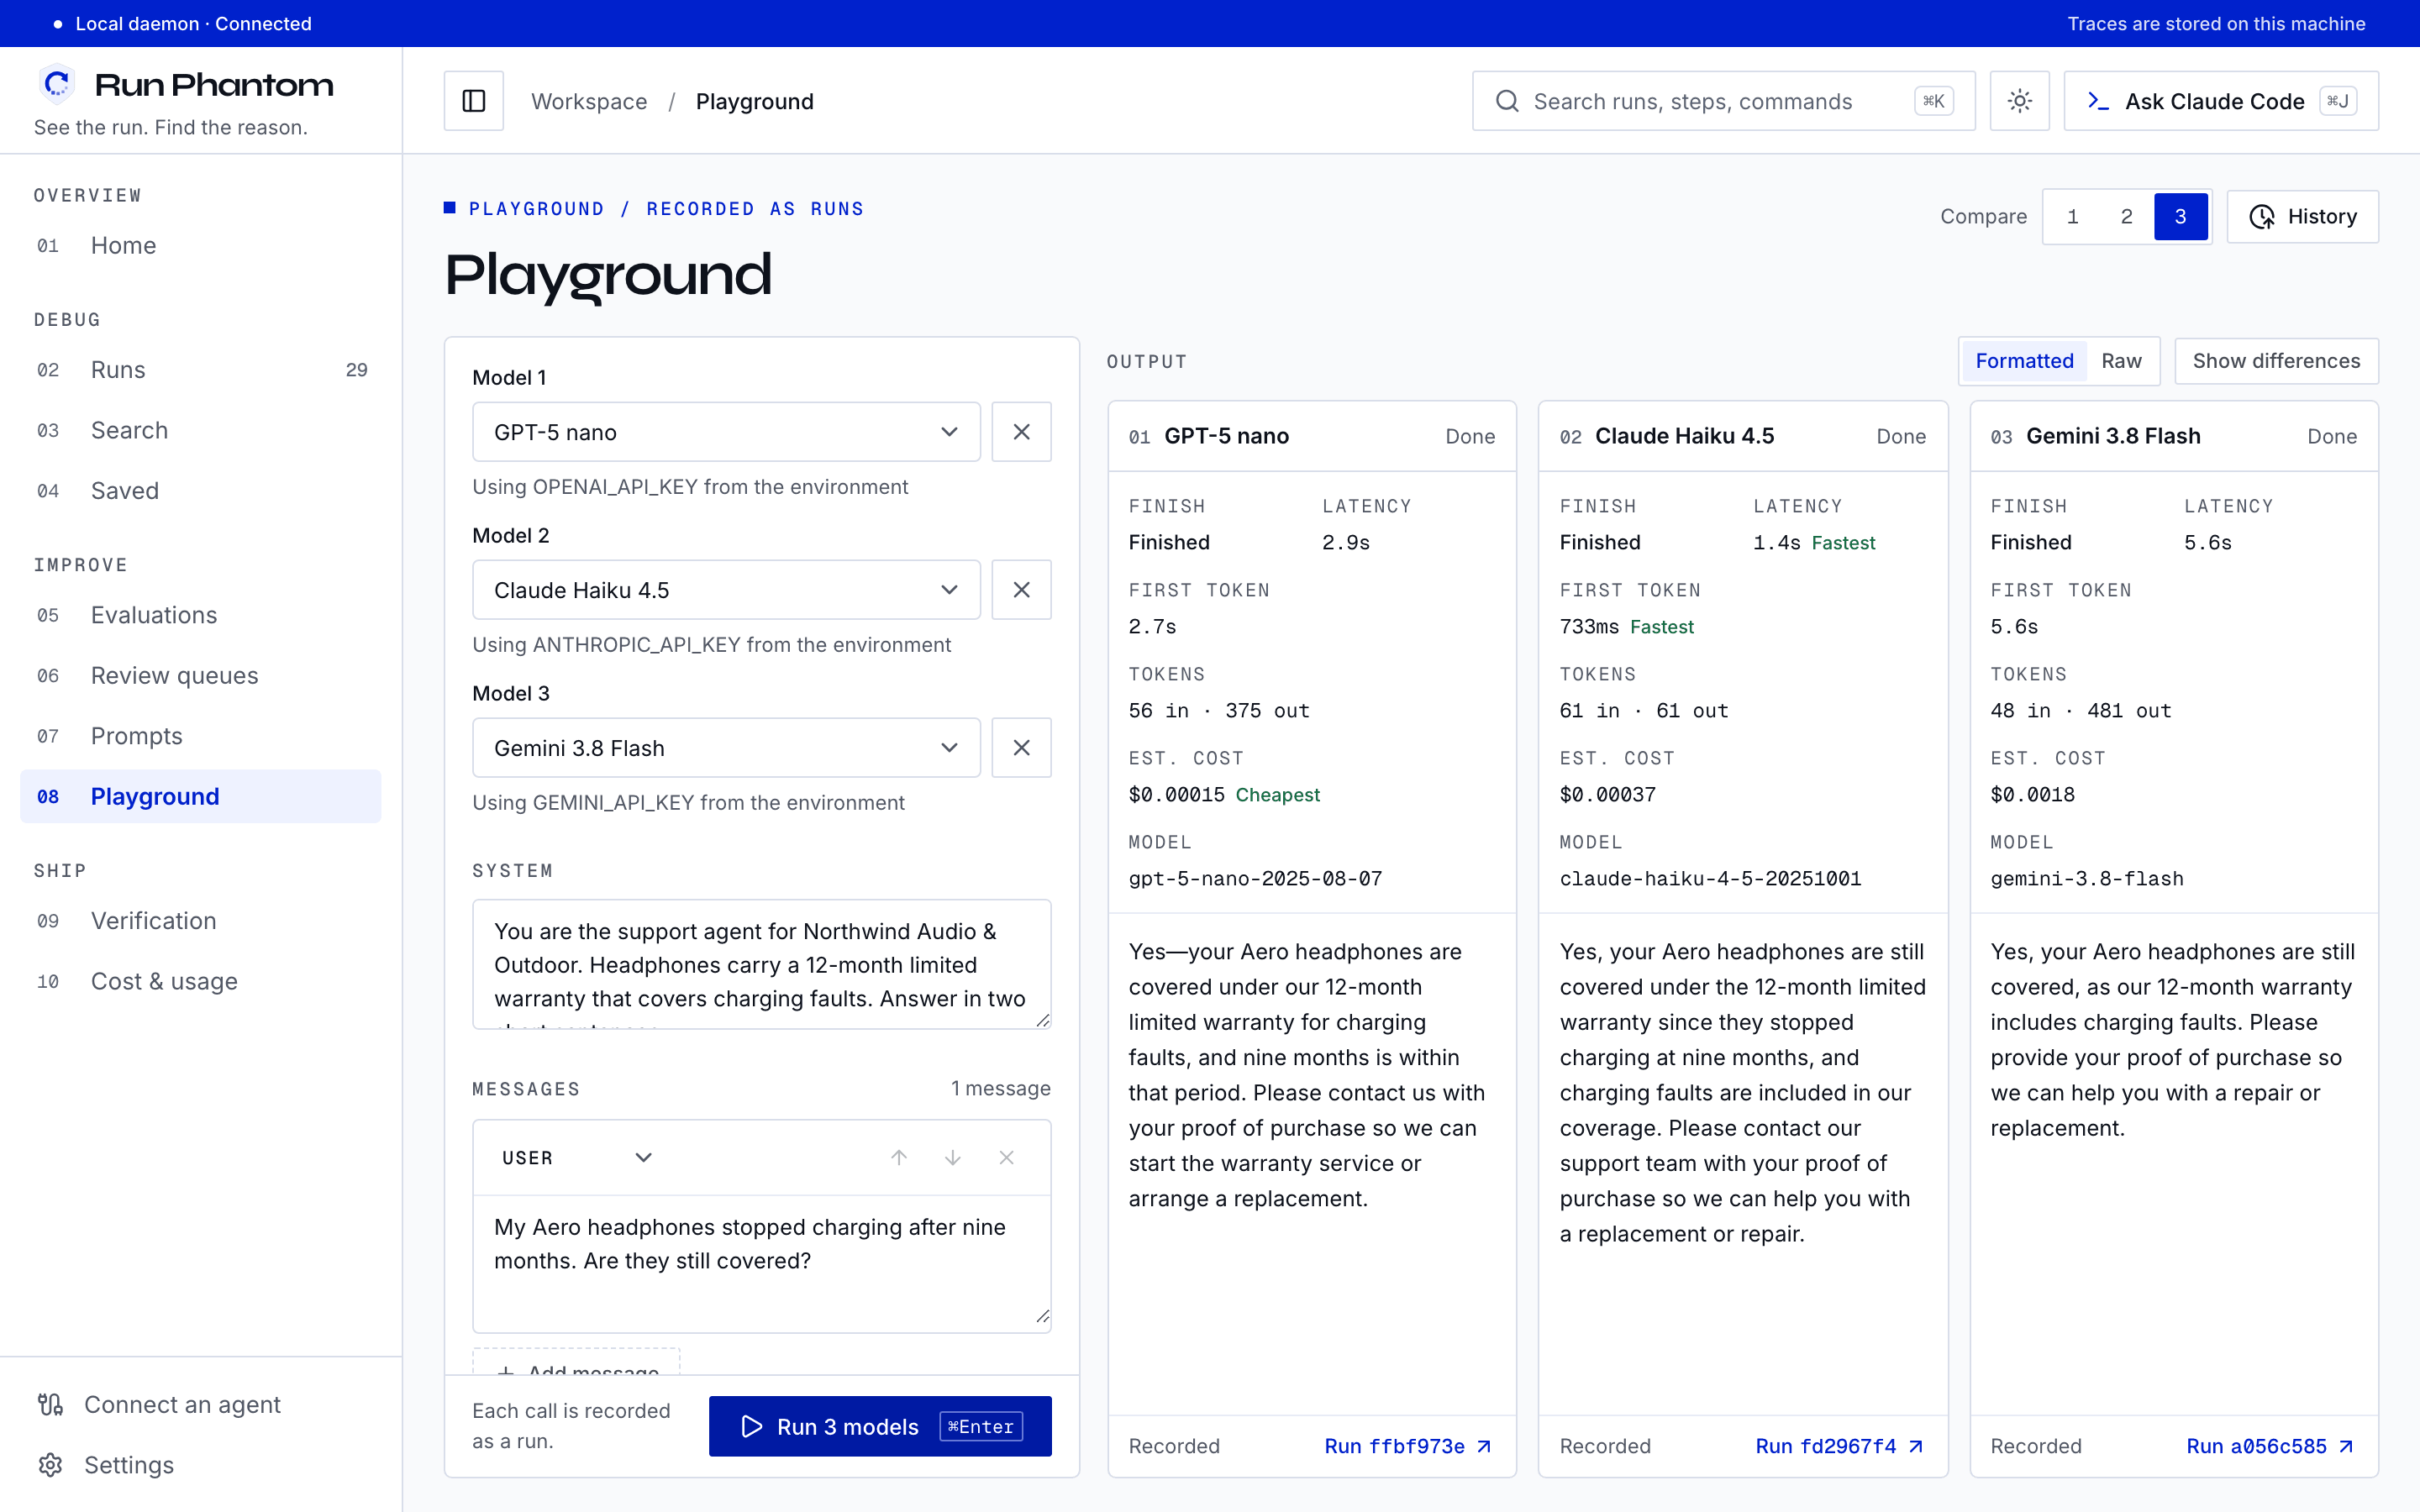 Local daemon · Connected
Traces are stored on this machine
Run Phantom
See the run. Find the reason.
Workspace / Playground
Search runs, steps, commands ⌘K
Ask Claude Code ⌘J
OVERVIEW
01 Home
DEBUG
02 Runs 29
03 Search
04 Saved
IMPROVE
05 Evaluations
06 Review queues
07 Prompts
08 Playground
SHIP
09 Verification
10 Cost & usage
Connect an agent
Settings
PLAYGROUND / RECORDED AS RUNS
Playground
Compare 1 2 3
History
Model 1
GPT-5 nano
Using OPENAI_API_KEY from the environment
Model 2
Claude Haiku 4.5
Using ANTHROPIC_API_KEY from the environment
Model 3
Gemini 3.8 Flash
Using GEMINI_API_KEY from the environment
SYSTEM
You are the support agent for Northwind Audio &
Outdoor. Headphones carry a 12-month limited
warranty that covers charging faults. Answer in two
MESSAGES 1 message
USER
My Aero headphones stopped charging after nine
months. Are they still covered?
Add message
Each call is recorded
as a run.
Run 3 models ⌘Enter
OUTPUT
Formatted Raw
Show differences
01 GPT-5 nano Done
FINISH LATENCY
Finished 2.9s
FIRST TOKEN
2.7s
TOKENS
56 in · 375 out
EST. COST
$0.00015 Cheapest
MODEL
gpt-5-nano-2025-08-07
Yes—your Aero headphones are
covered under our 12-month
limited warranty for charging
faults, and nine months is within
that period. Please contact us with
your proof of purchase so we can
start the warranty service or
arrange a replacement.
Recorded Run ffbf973e
02 Claude Haiku 4.5 Done
FINISH LATENCY
Finished 1.4s Fastest
FIRST TOKEN
733ms Fastest
TOKENS
61 in · 61 out
EST. COST
$0.00037
MODEL
claude-haiku-4-5-20251001
Yes, your Aero headphones are still
covered under the 12-month limited
warranty since they stopped
charging at nine months, and
charging faults are included in our
coverage. Please contact our
support team with your proof of
purchase so we can help you with
a replacement or repair.
Recorded Run fd2967f4
03 Gemini 3.8 Flash Done
FINISH LATENCY
Finished 5.6s
FIRST TOKEN
5.6s
TOKENS
48 in · 481 out
EST. COST
$0.0018
MODEL
gemini-3.8-flash
Yes, your Aero headphones are still
covered, as our 12-month warranty
includes charging faults. Please
provide your proof of purchase so
we can help you with a repair or
replacement.
Recorded Run a056c585